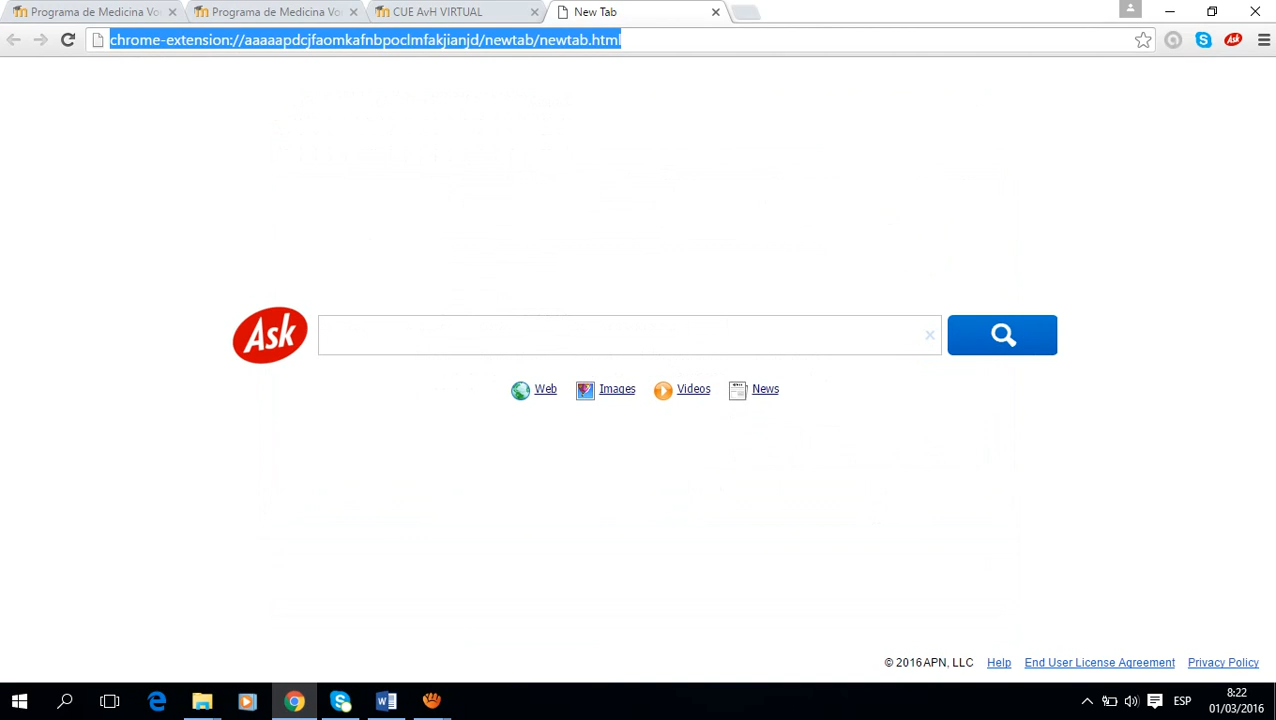 Programa de Medicina Vo
Programa de Medicina Vo
CUE AvH VIRTUAL
New Tab
chrome-extension://aaaaapdcjfaomkafnbpoclmfakjianjd/newtab/newtab.html
Ask
Ask
Web
Images
Videos
News
© 2016 APN, LLC
Help
End User License Agreement
Privacy Policy
ESP
8:22
01/03/2016